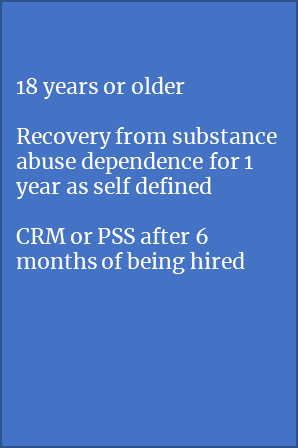 18 years or older
Recovery from substance
abuse dependence for 1
year as self defined
CRM or PSS after 6
months of being hired